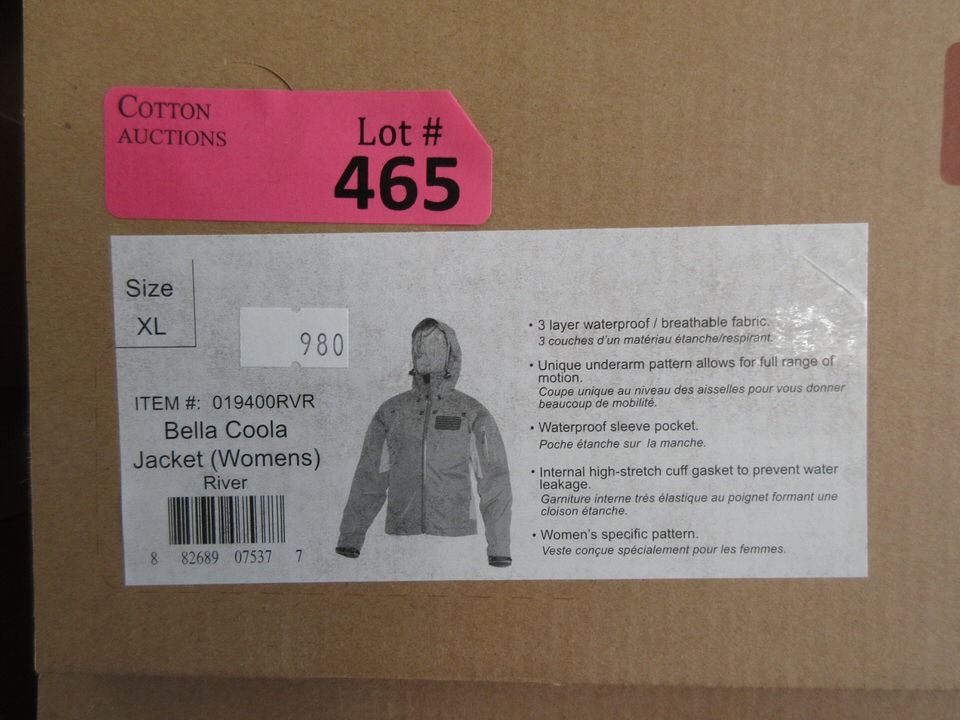 COTTON
AUCTIONS
Lot #
465
Size
XL
980
ITEM #: 019400RVR
Bella Coola
Jacket (Womens)
River
8 82689 07537 7
• 3 layer waterproof / breathable fabric.
3 couches d'un matériau étanche/respirant.
• Unique underarm pattern allows for full range of
motion.
Coupe unique au niveau des aisselles pour vous donner
beaucoup de mobilité.
• Waterproof sleeve pocket.
Poche étanche sur la manche.
• Internal high-stretch cuff gasket to prevent water
leakage.
Garniture interne très élastique au poignet formant une
cloison étanche.
• Women's specific pattern.
Veste conçue spécialement pour les femmes.